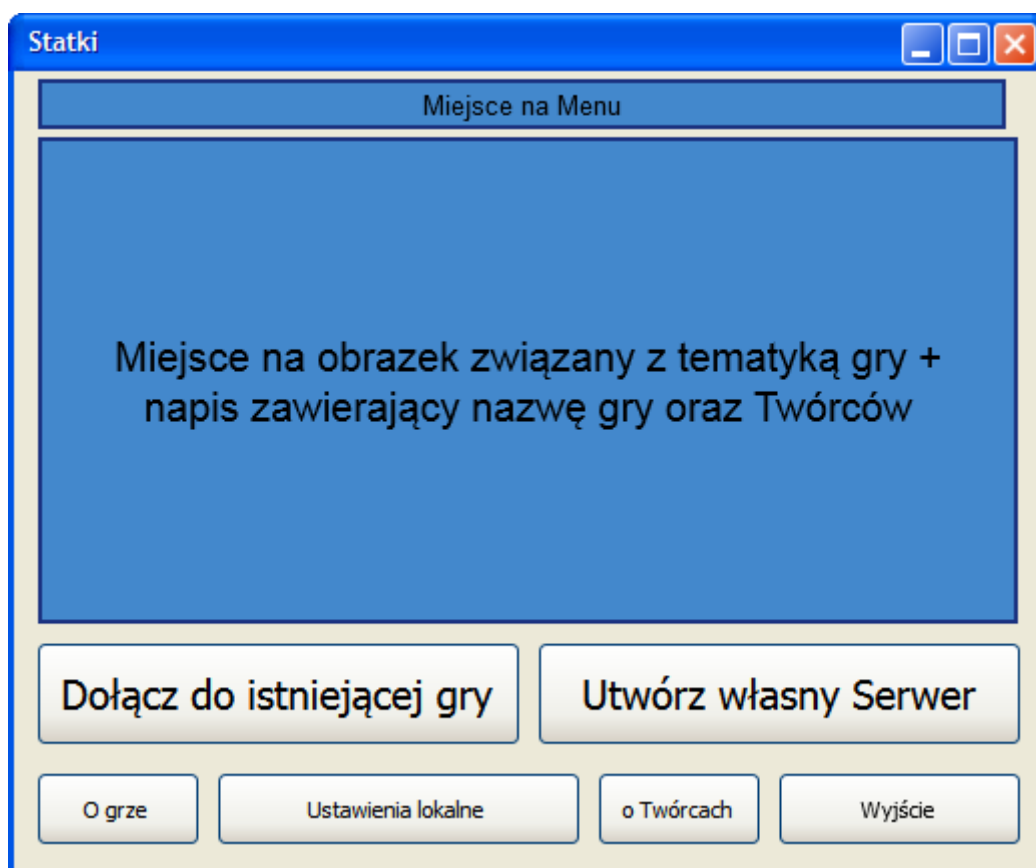 Statki
Miejsce na Menu
Miejsce na obrazek związany z tematyką gry +
napis zawierający nazwę gry oraz Twórców
Dołącz do istniejącej gry
Utwórz własny Serwer
O grze
Ustawienia lokalne
o Twórcach
Wyjście